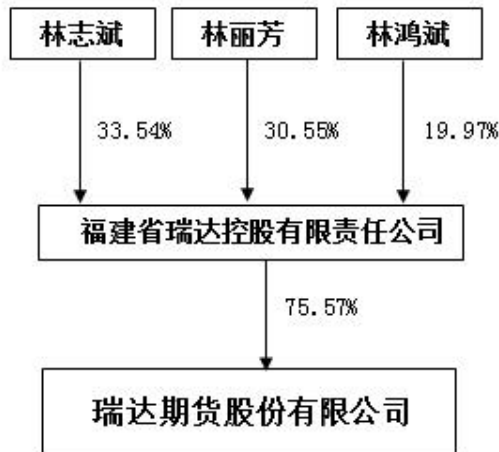 林志斌 林丽芳 林鸿斌
33.54% 30.55% 19.97%
福建省瑞达控股有限责任公司
75.57%
瑞达期货股份有限公司